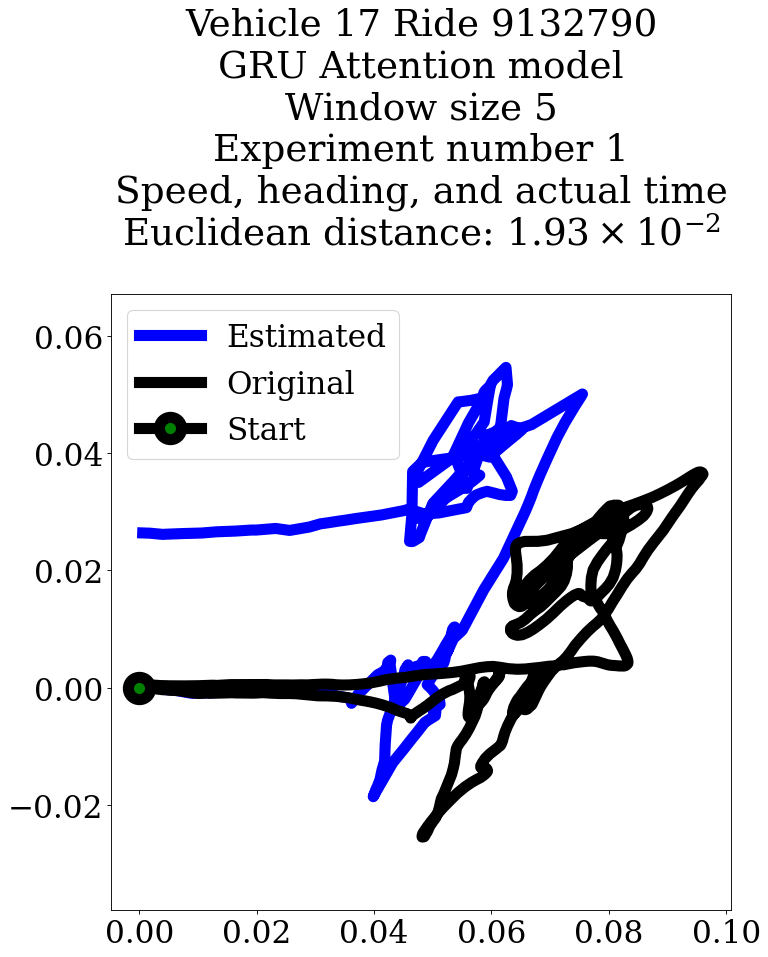 Vehicle 17 Ride 9132790
GRU Attention model
Window size 5
Experiment number 1
Speed, heading, and actual time
Euclidean distance: 1.93 × 10⁻²
Estimated
Original
Start
0.06
0.04
0.02
0.00
−0.02
0.00 0.02 0.04 0.06 0.08 0.10